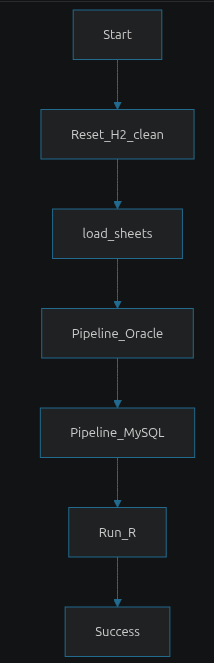 Start
Reset_H2_clean
load_sheets
Pipeline_Oracle
Pipeline_MySQL
Run_R
Success